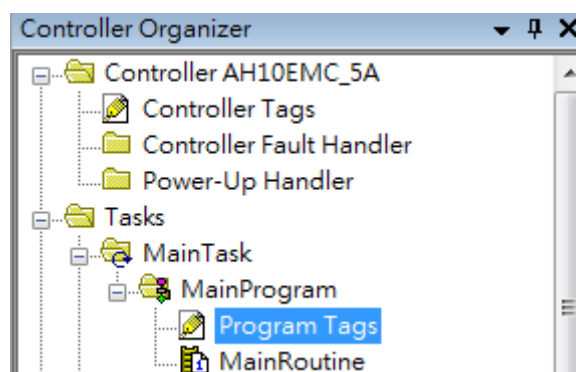 Controller Organizer
Controller AH10EMC_5A
Controller Tags
Controller Fault Handler
Power-Up Handler
Tasks
MainTask
MainProgram
Program Tags
MainRoutine